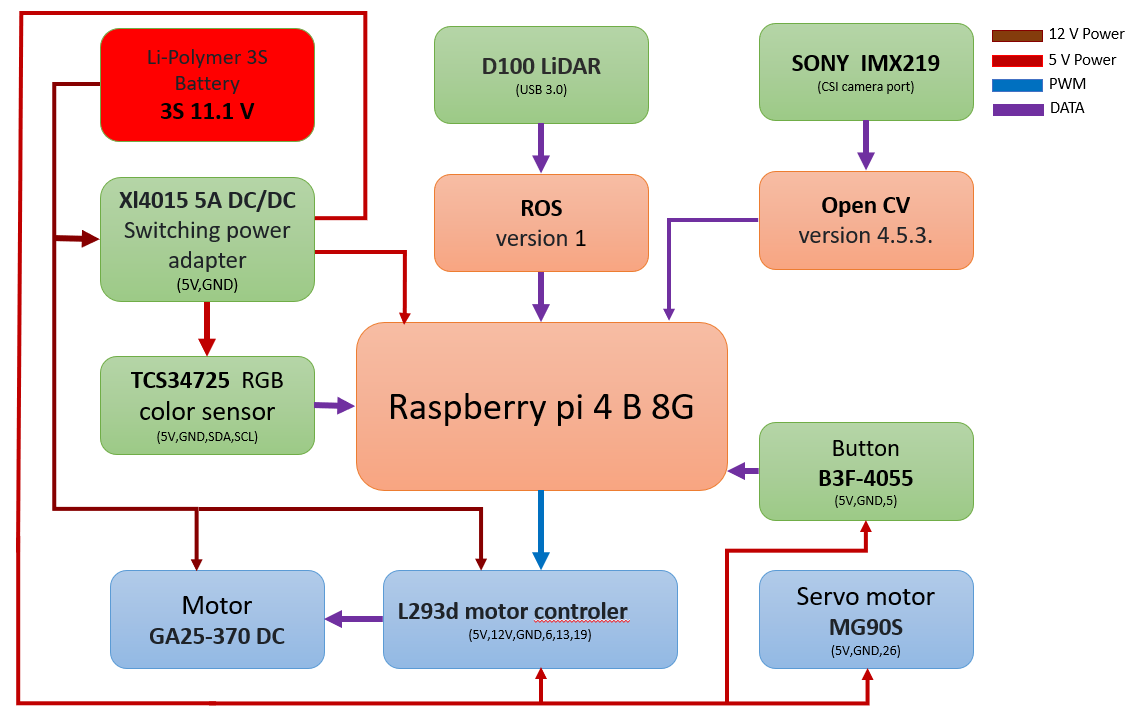 Li-Polymer 3S
Battery
3S 11.1 V
D100 LiDAR
(USB 3.0)
SONY IMX219
(CSI camera port)
12 V Power
5 V Power
PWM
DATA
Xl4015 5A DC/DC
Switching power
adapter
(5V,GND)
ROS
version 1
Open CV
version 4.5.3.
TCS34725 RGB
color sensor
(5V,GND,SDA,SCL)
Raspberry pi 4 B 8G
Button
B3F-4055
(5V,GND,5)
Motor
GA25-370 DC
L293d motor controler
(5V,12V,GND,6,13,19)
Servo motor
MG90S
(5V,GND,26)